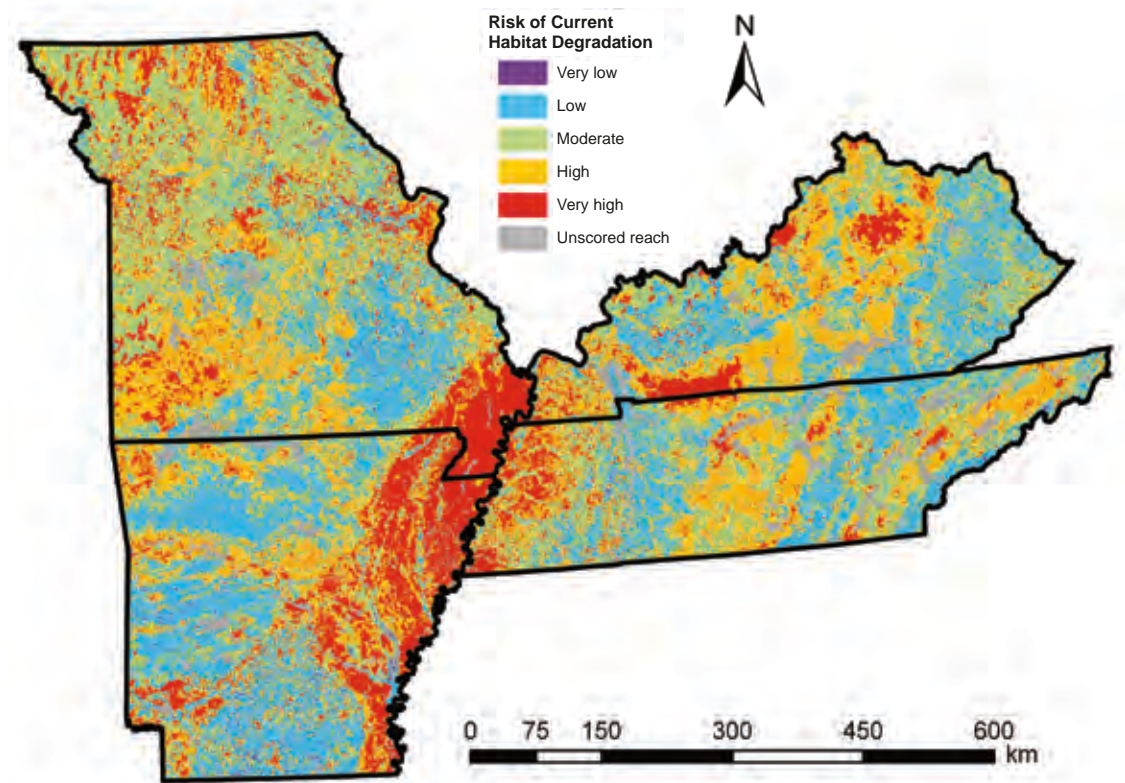 Risk of Current
Habitat Degradation
Very low
Low
Moderate
High
Very high
Unscored reach
N
0 75 150 300 450 600
km